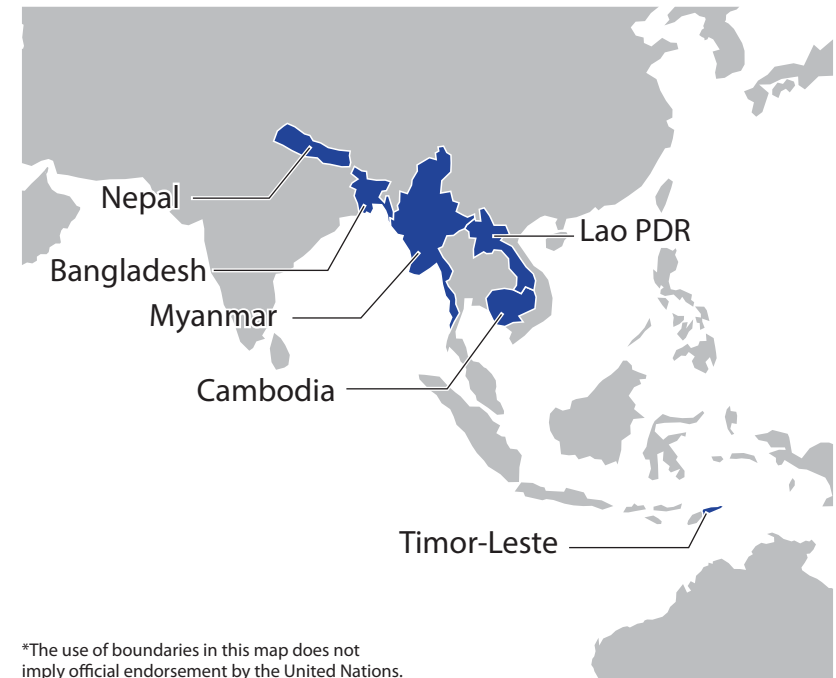 Nepal
Lao PDR
Bangladesh
Myanmar
Cambodia
Timor-Leste
*The use of boundaries in this map does not
imply official endorsement by the United Nations.